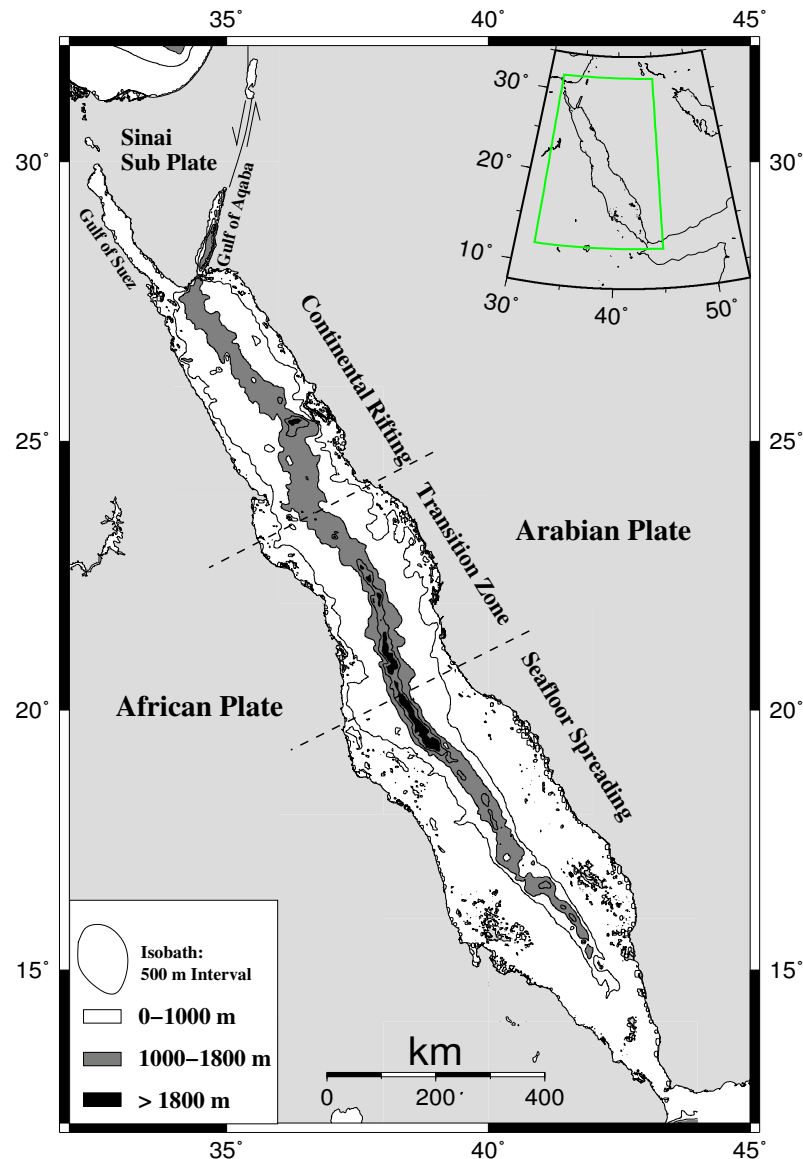 35˚ 40˚ 45˚
30˚
20˚
10˚
30˚
40˚
50˚
Sinai
Sub Plate
30˚
Gulf of Suez
Gulf of Aqaba
Continental Rifting
25˚ 25˚
Transition Zone
Arabian Plate
Seafloor Spreading
20˚ African Plate 20˚
Isobath:
500 m Interval
0–1000 m
1000–1800 m
> 1800 m
15˚ 15˚
km
0 200 400
35˚ 40˚ 45˚
30˚